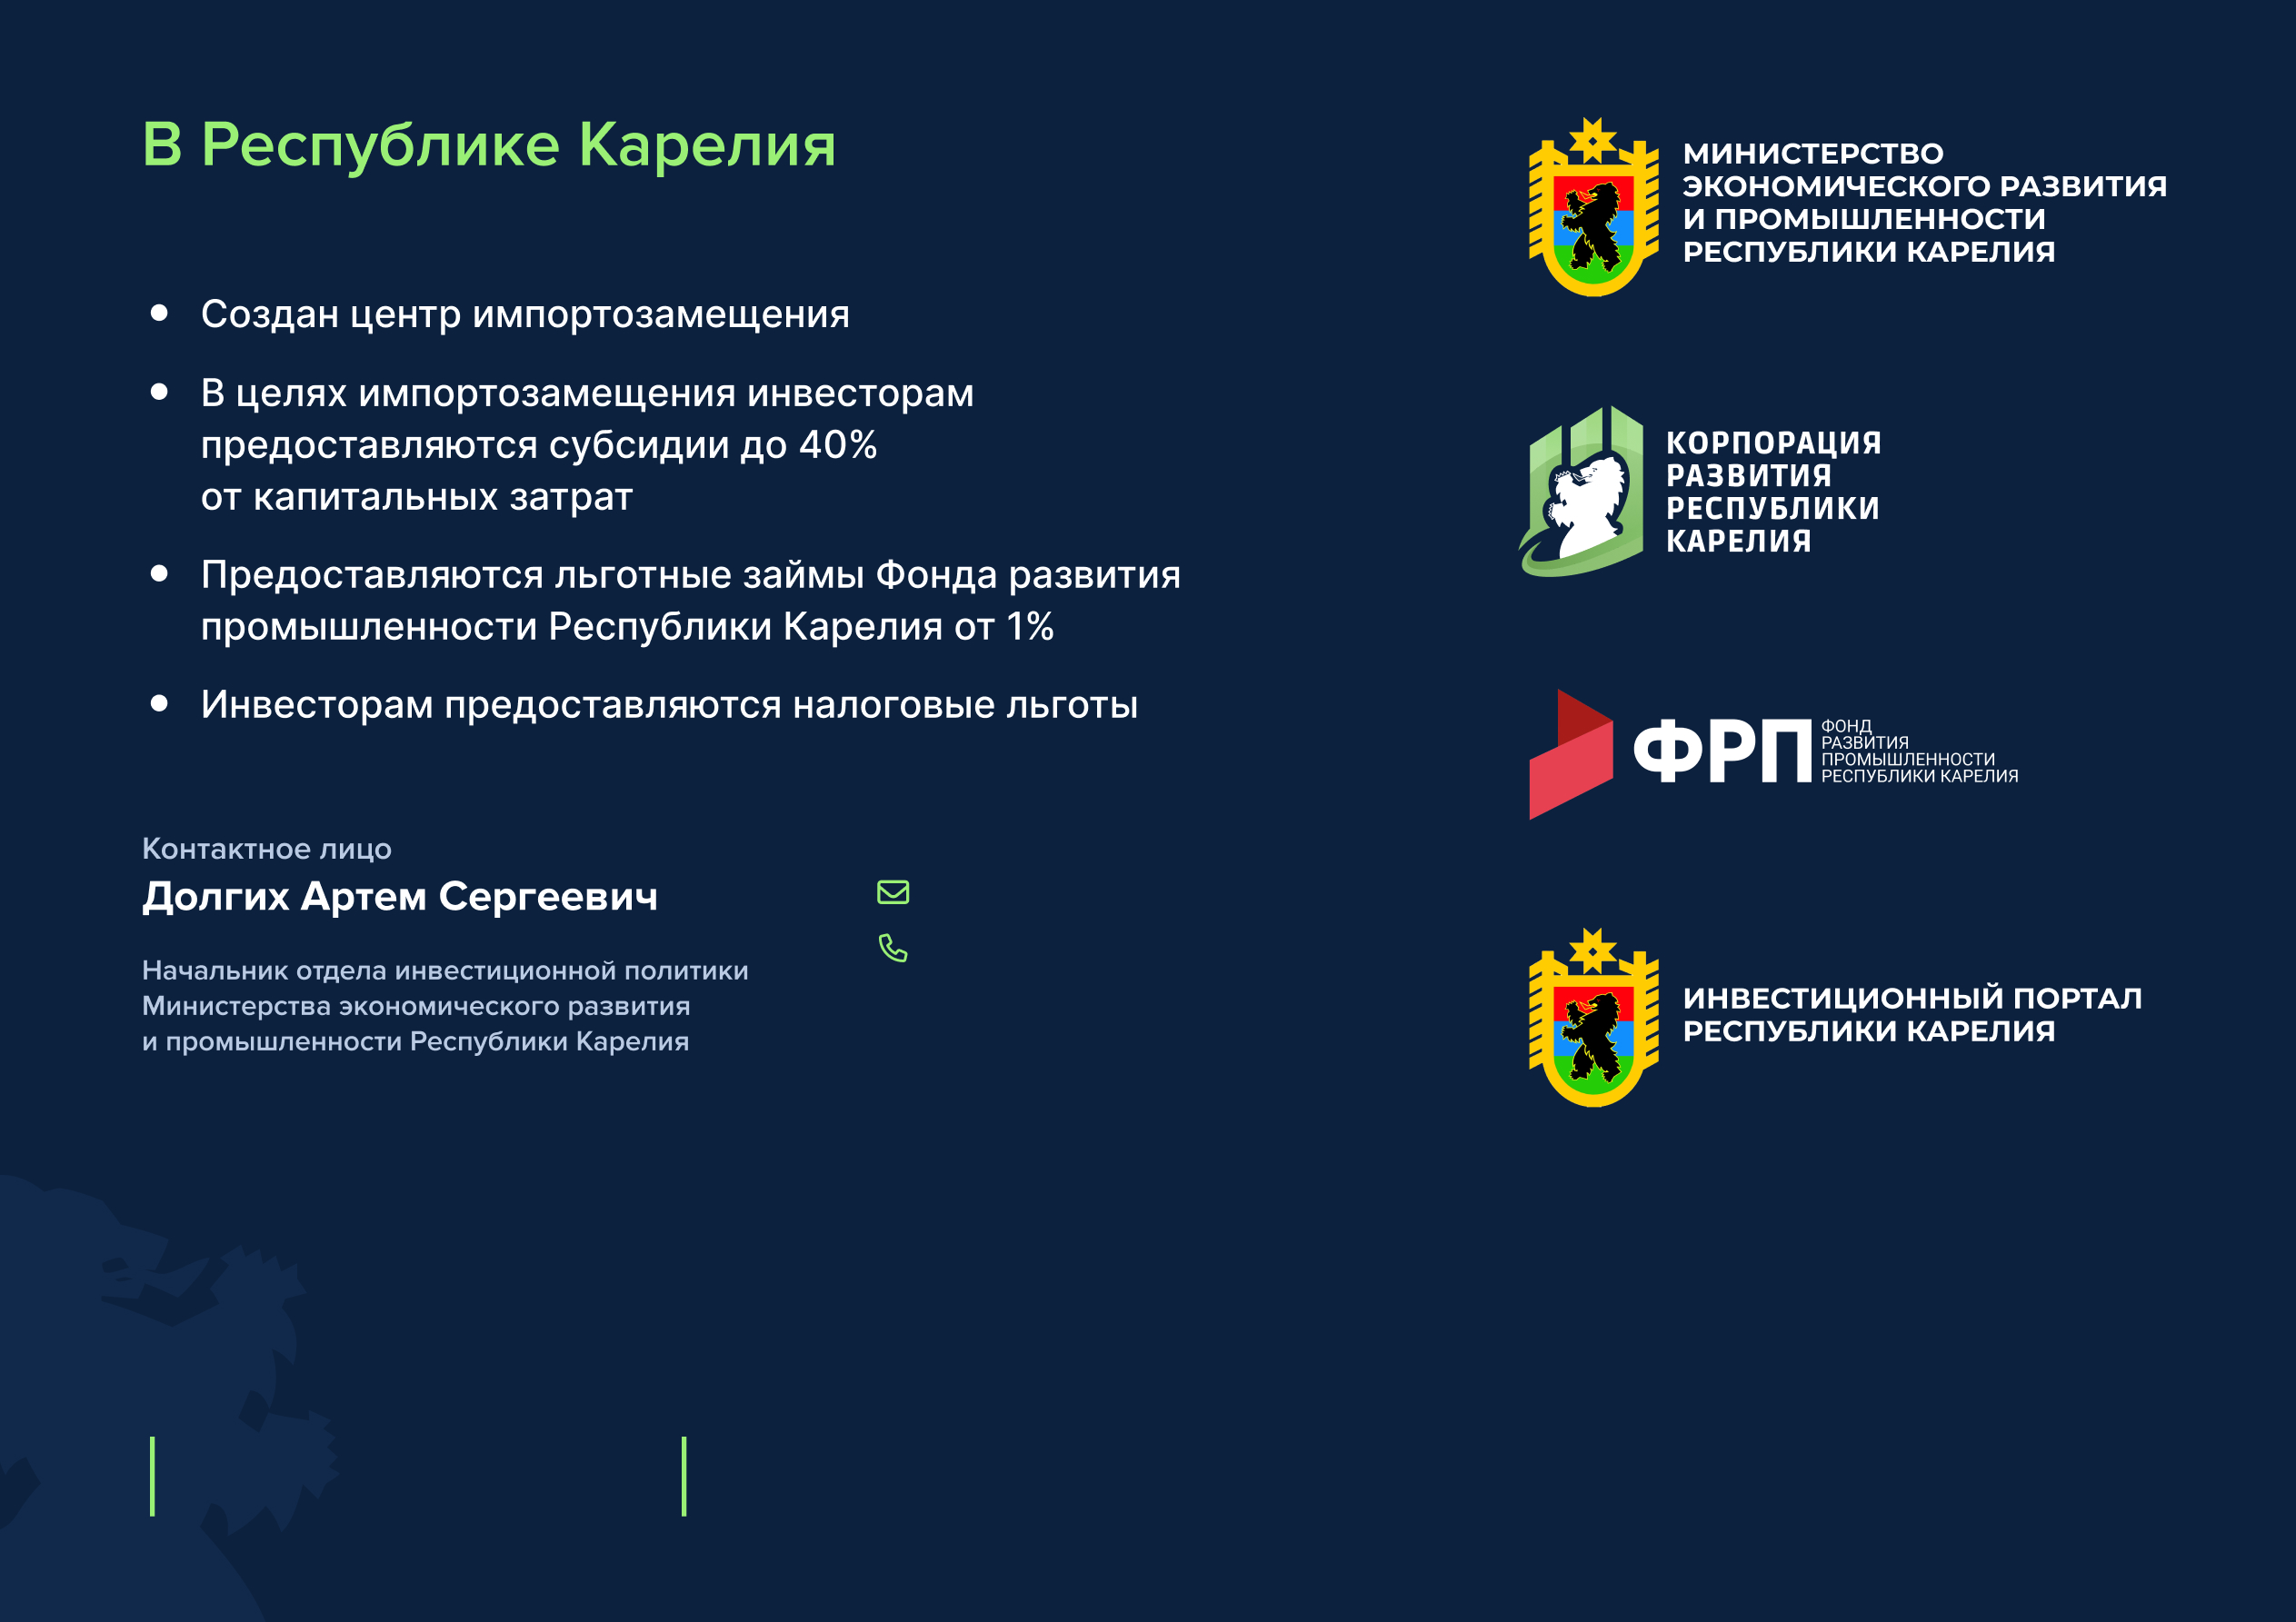 В Республике Карелия
• Создан центр импортозамещения
• В целях импортозамещения инвесторам
предоставляются субсидии до 40%
от капитальных затрат
• Предоставляются льготные займы Фонда развития
промышленности Республики Карелия от 1%
• Инвесторам предоставляются налоговые льготы
Контактное лицо
Долгих Артем Сергеевич
Начальник отдела инвестиционной политики
Министерства экономического развития
и промышленности Республики Карелия
МИНИСТЕРСТВО
ЭКОНОМИЧЕСКОГО РАЗВИТИЯ
И ПРОМЫШЛЕННОСТИ
РЕСПУБЛИКИ КАРЕЛИЯ
КОРПОРАЦИЯ
РАЗВИТИЯ
РЕСПУБЛИКИ
КАРЕЛИЯ
ФРП
ФОНД
РАЗВИТИЯ
ПРОМЫШЛЕННОСТИ
РЕСПУБЛИКИ КАРЕЛИЯ
ИНВЕСТИЦИОННЫЙ ПОРТАЛ
РЕСПУБЛИКИ КАРЕЛИЯ